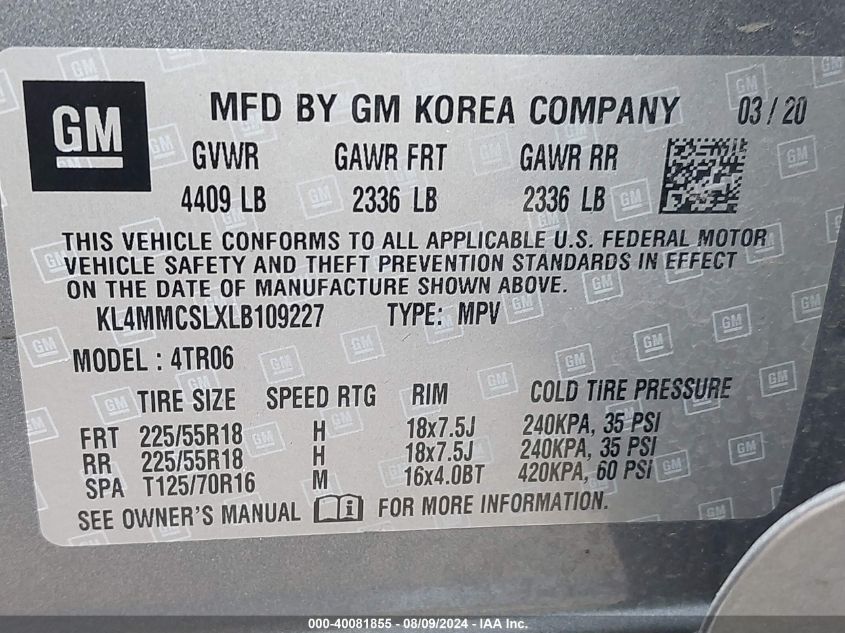 GM MFD BY GM KOREA COMPANY 03/20
GVWR GAWR FRT GAWR RR
4409 LB 2336 LB 2336 LB
THIS VEHICLE CONFORMS TO ALL APPLICABLE U.S. FEDERAL MOTOR
VEHICLE SAFETY AND THEFT PREVENTION STANDARDS IN EFFECT
ON THE DATE OF MANUFACTURE SHOWN ABOVE.
KL4MMCSLXLB109227 TYPE: MPV
MODEL: 4TR06
TIRE SIZE SPEED RTG RIM COLD TIRE PRESSURE
FRT 225/55R18 H 18x7.5J 240KPA, 35 PSI
RR 225/55R18 H 18x7.5J 240KPA, 35 PSI
SPA T125/70R16 M 16x4.0BT 420KPA, 60 PSI
SEE OWNER'S MANUAL FOR MORE INFORMATION.
000-40081855 - 08/09/2024 - IAA Inc.